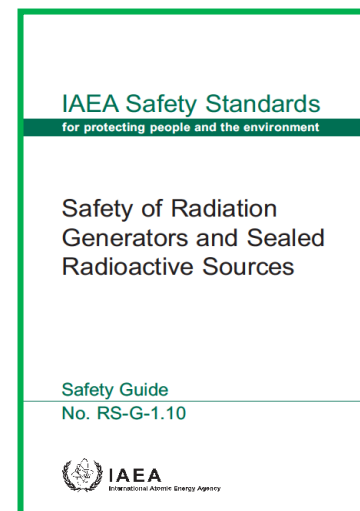 IAEA Safety Standards
for protecting people and the environment
Safety of Radiation
Generators and Sealed
Radioactive Sources
Safety Guide
No. RS-G-1.10
IAEA
International Atomic Energy Agency